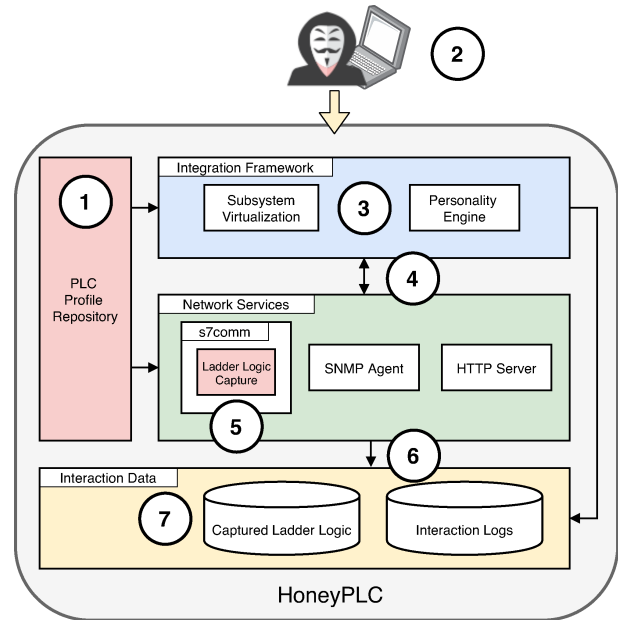 2
1
Integration Framework
Subsystem
Virtualization
3
Personality
Engine
PLC
Profile
Repository
4
Network Services
s7comm
Ladder Logic
Capture
SNMP Agent
HTTP Server
5
6
Interaction Data
7
Captured Ladder Logic
Interaction Logs
HoneyPLC